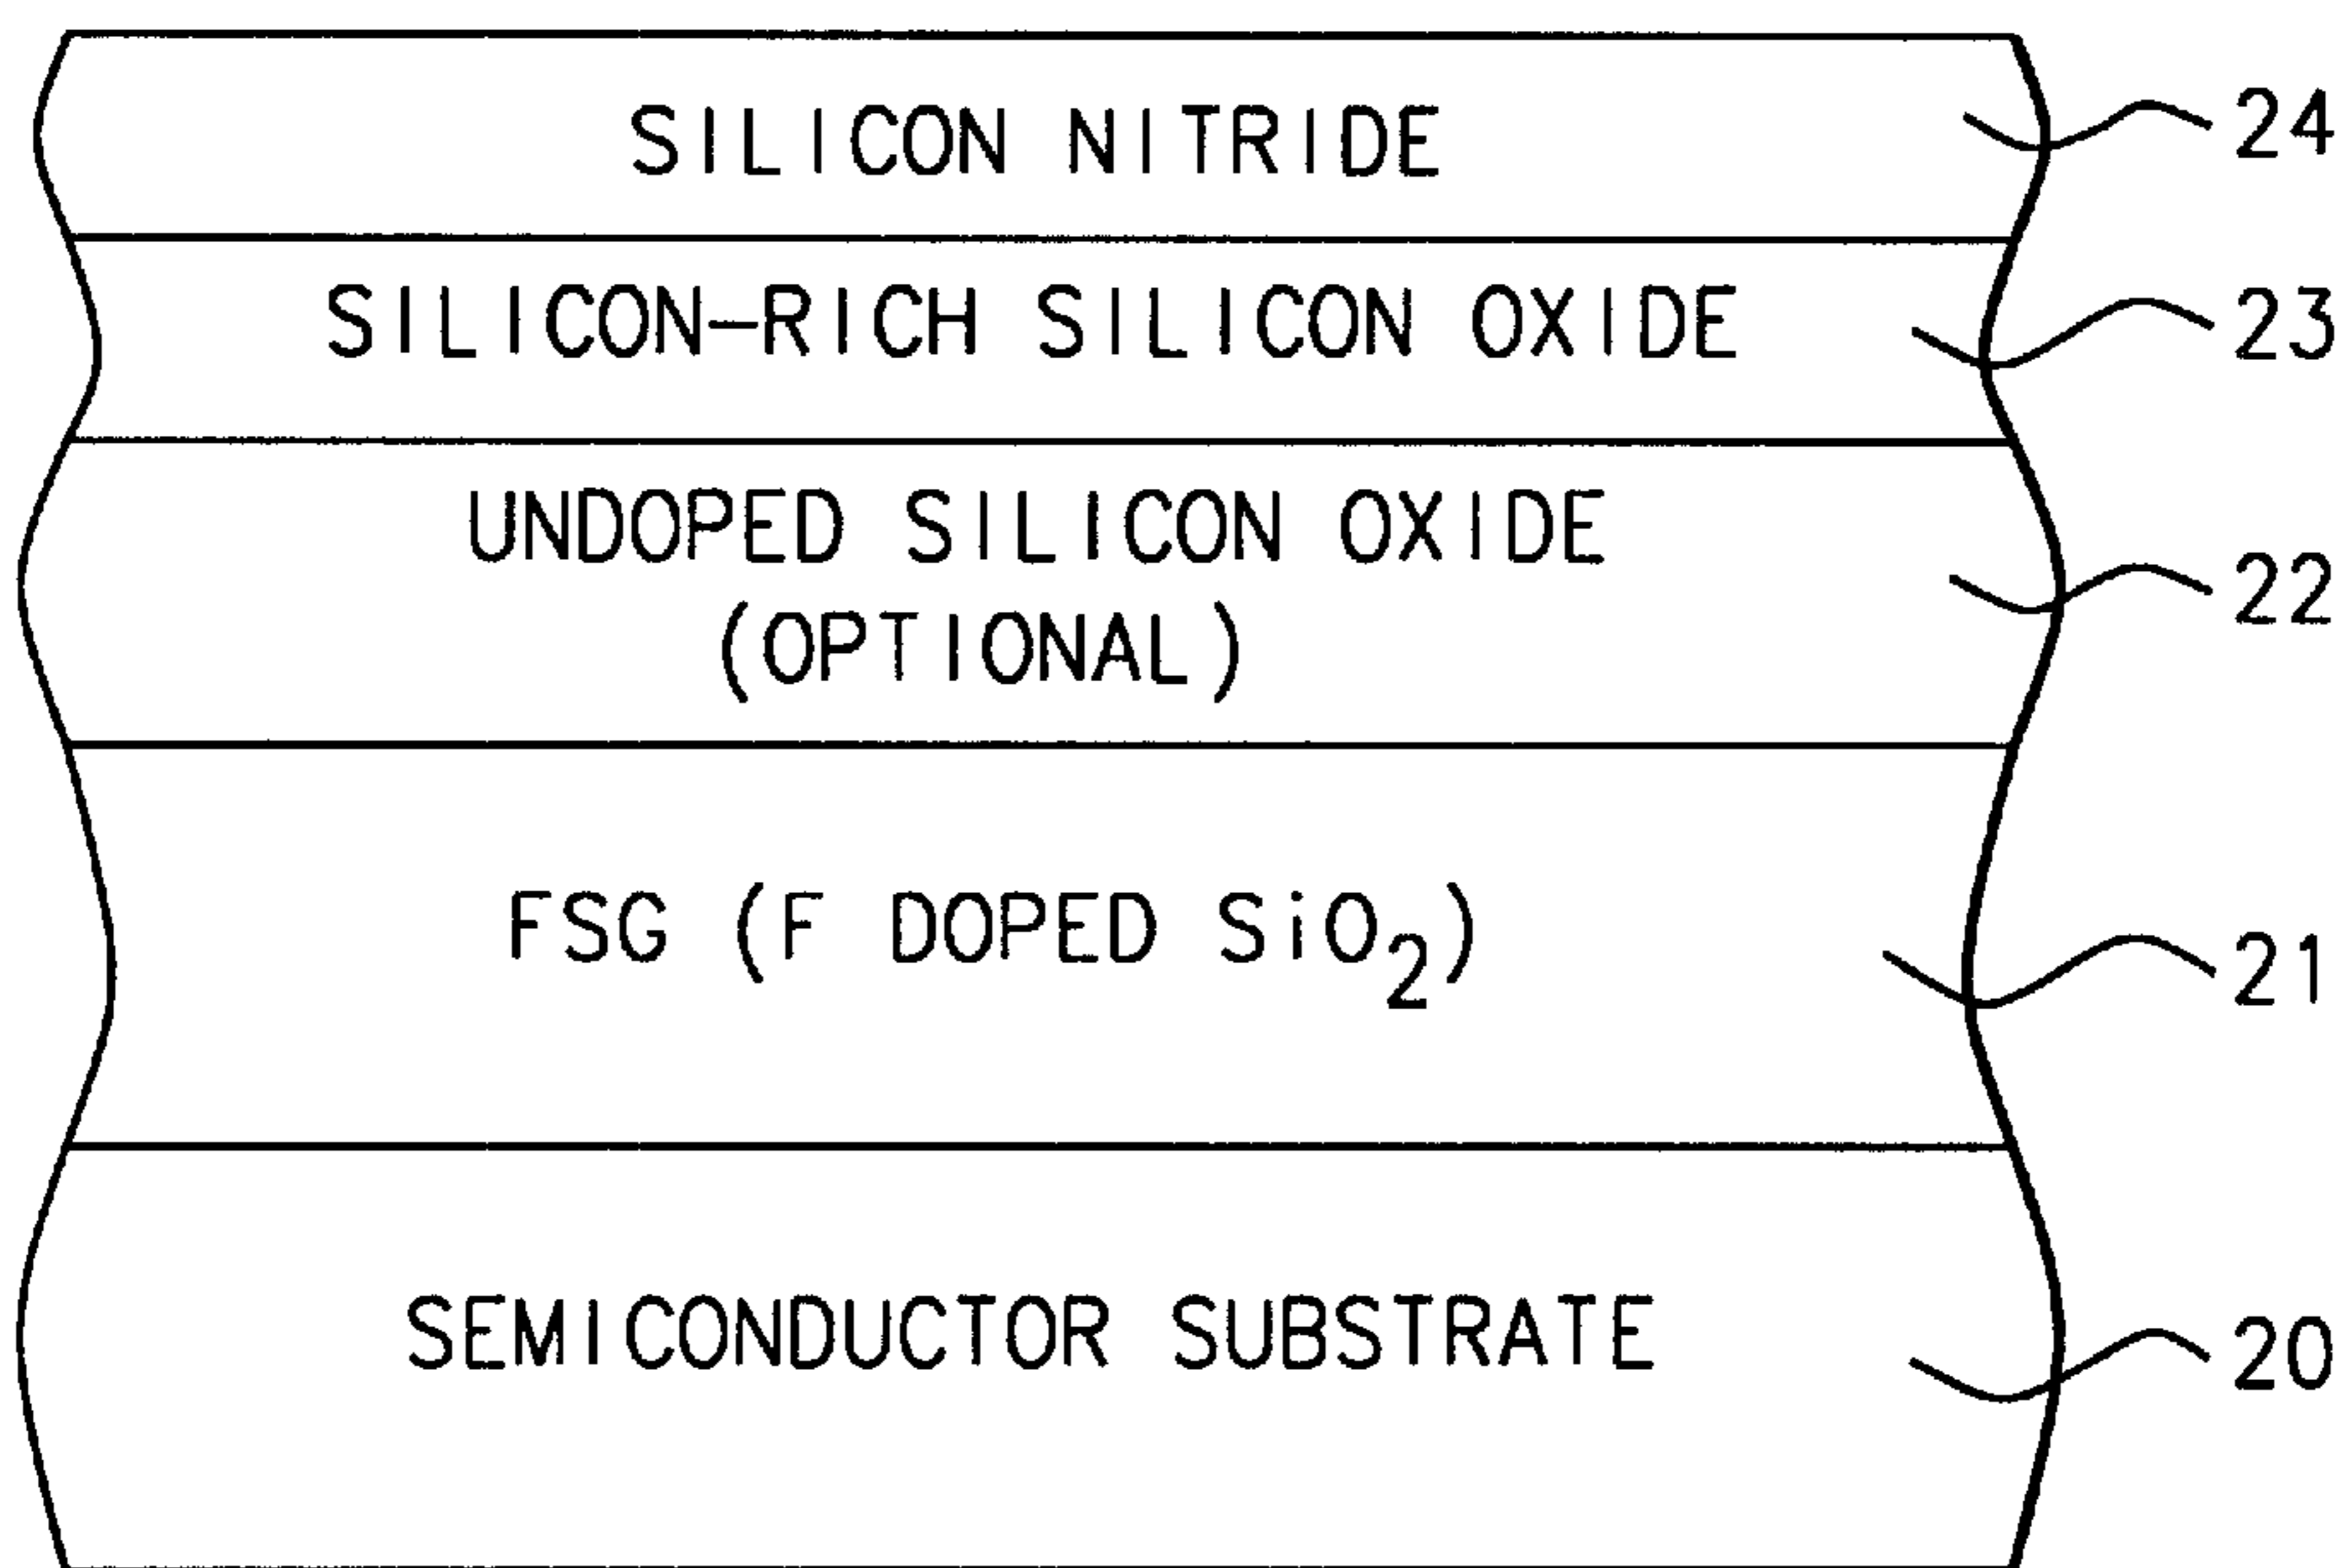 SILICON NITRIDE 24
SILICON-RICH SILICON OXIDE 23
UNDOPED SILICON OXIDE
(OPTIONAL) 22
FSG (F DOPED SiO₂) 21
SEMICONDUCTOR SUBSTRATE 20